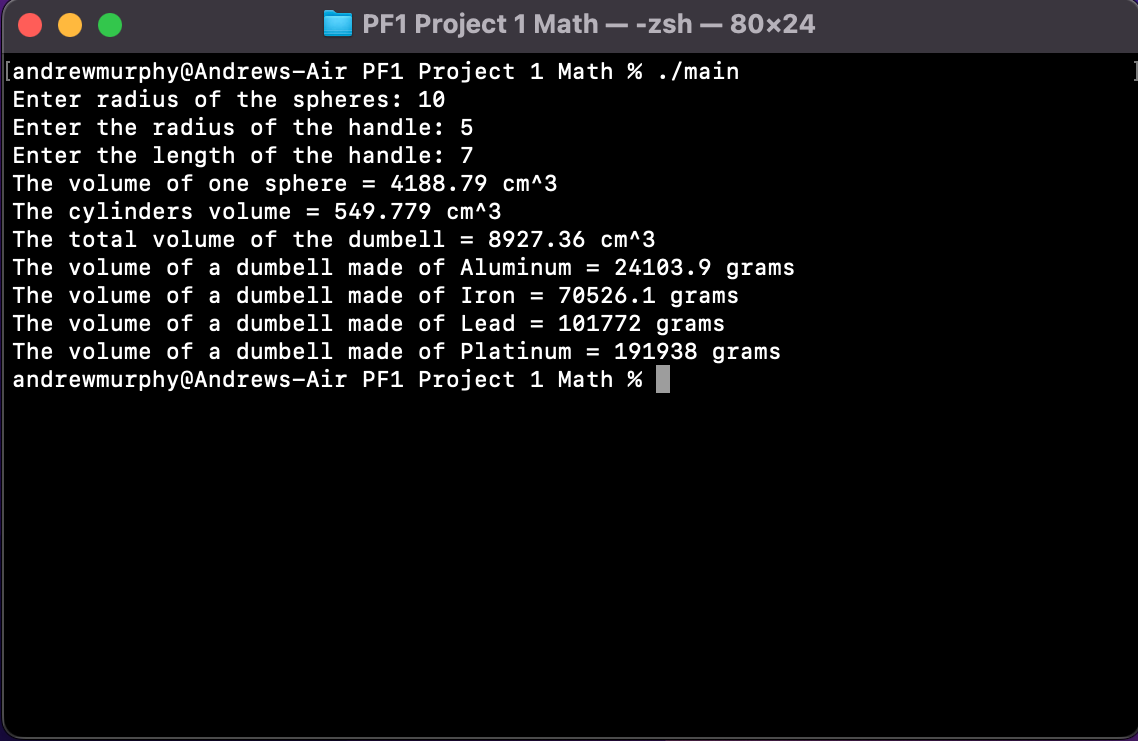 PF1 Project 1 Math — -zsh — 80×24
[andrewmurphy@Andrews-Air PF1 Project 1 Math % ./main ]
Enter radius of the spheres: 10
Enter the radius of the handle: 5
Enter the length of the handle: 7
The volume of one sphere = 4188.79 cm^3
The cylinders volume = 549.779 cm^3
The total volume of the dumbell = 8927.36 cm^3
The volume of a dumbell made of Aluminum = 24103.9 grams
The volume of a dumbell made of Iron = 70526.1 grams
The volume of a dumbell made of Lead = 101772 grams
The volume of a dumbell made of Platinum = 191938 grams
andrewmurphy@Andrews-Air PF1 Project 1 Math %